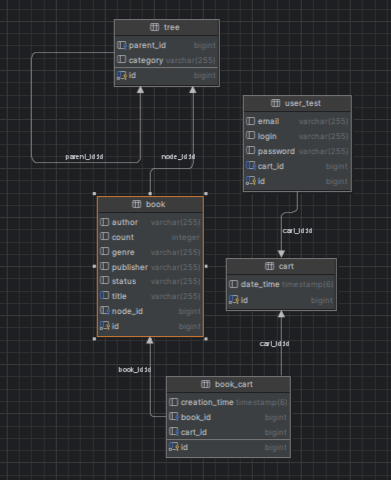 tree
parent_id bigint
category varchar(255)
id bigint
user_test
email varchar(255)
login varchar(255)
password varchar(255)
cart_id bigint
id bigint
parent_id:id
node_id:id
book
author varchar(255)
count integer
genre varchar(255)
publisher varchar(255)
status varchar(255)
title varchar(255)
node_id bigint
id bigint
cart_id:id
cart
date_time timestamp(6)
id bigint
cart_id:id
book_id:id
book_cart
creation_time timestamp(6)
book_id bigint
cart_id bigint
id bigint